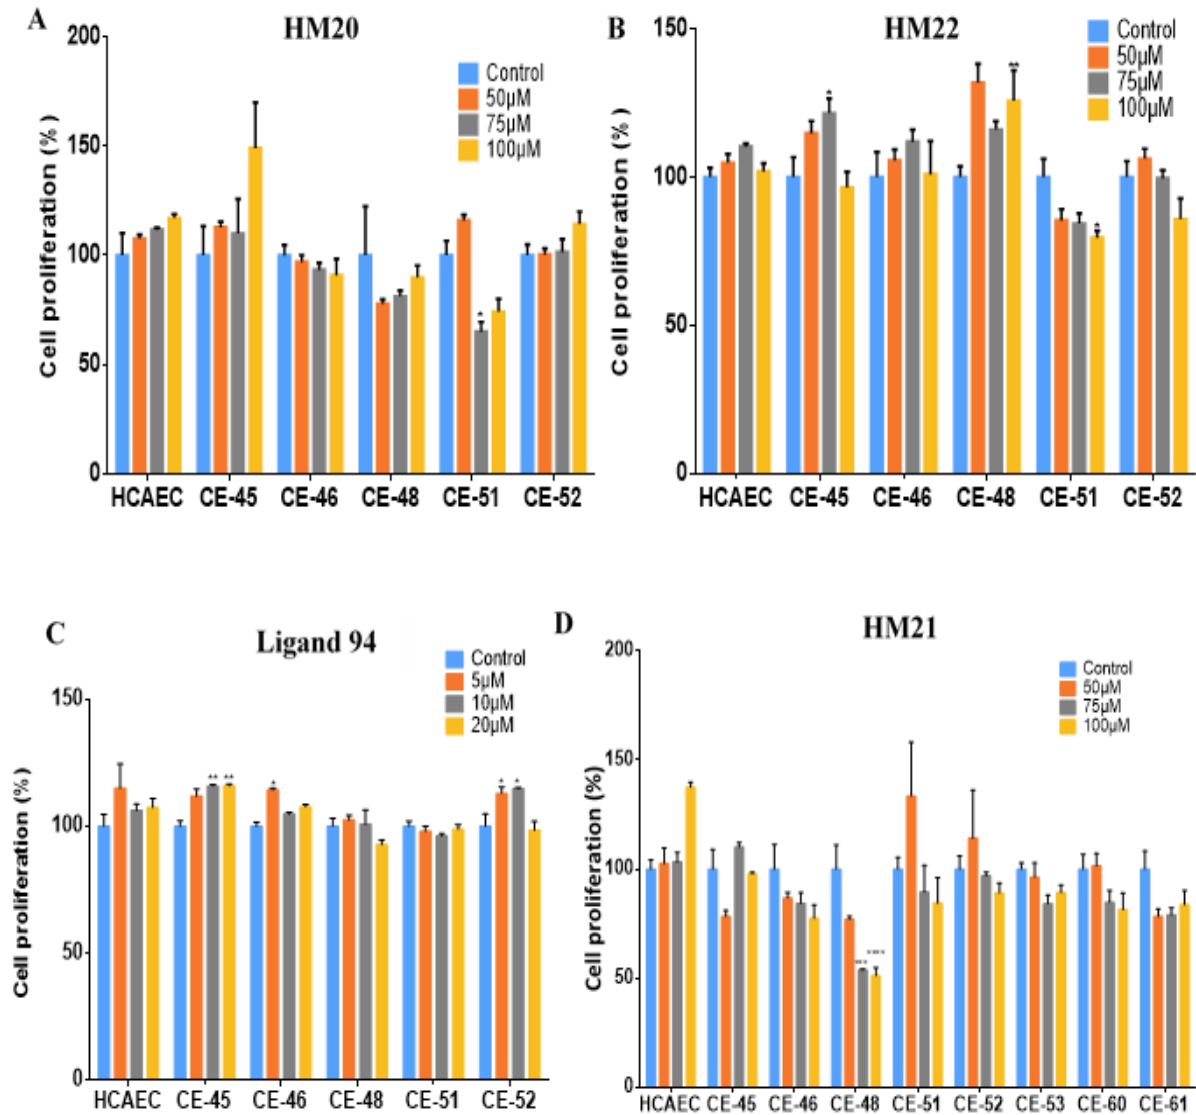 A
HM20
Control
50µM
75µM
100µM
Cell proliferation (%)
200
150
100
50
0
*
HCAEC CE-45 CE-46 CE-48 CE-51 CE-52
B
HM22
Control
50µM
75µM
100µM
Cell proliferation (%)
150
100
50
0
*
**
*
HCAEC CE-45 CE-46 CE-48 CE-51 CE-52
C
Ligand 94
Control
5µM
10µM
20µM
Cell proliferation (%)
150
100
50
0
** **
*
* *
HCAEC CE-45 CE-46 CE-48 CE-51 CE-52
D
HM21
Control
50µM
75µM
100µM
Cell proliferation (%)
200
150
100
50
0
*** ****
HCAEC CE-45 CE-46 CE-48 CE-51 CE-52 CE-53 CE-60 CE-61